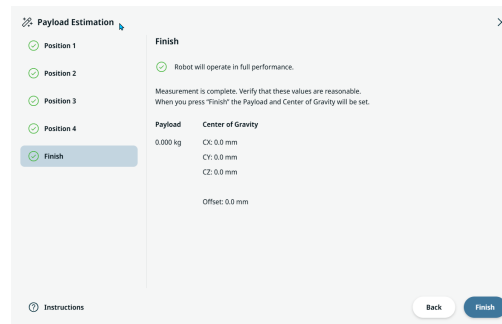 Payload Estimation
Position 1
Position 2
Position 3
Position 4
Finish
Finish
Robot will operate in full performance.
Measurement is complete. Verify that these values are reasonable.
When you press "Finish" the Payload and Center of Gravity will be set.
Payload Center of Gravity
0.000 kg CX: 0.0 mm
CY: 0.0 mm
CZ: 0.0 mm
Offset: 0.0 mm
Instructions
Back Finish